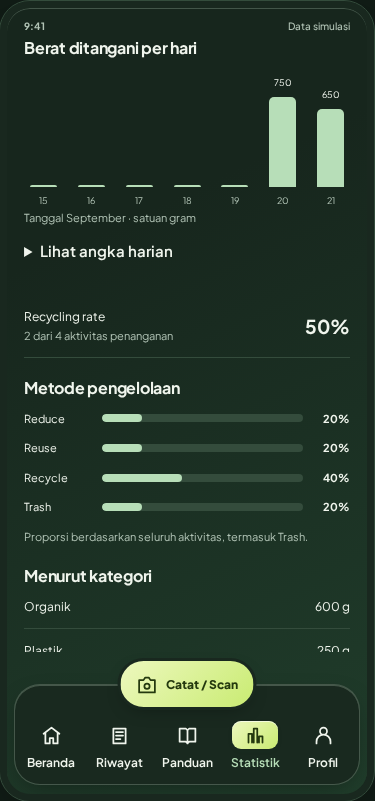 9:41 Data simulasi
Berat ditangani per hari
750
650
15 16 17 18 19 20 21
Tanggal September · satuan gram
▶ Lihat angka harian
Recycling rate
50%
2 dari 4 aktivitas penanganan
Metode pengelolaan
Reduce 20%
Reuse 20%
Recycle 40%
Trash 20%
Proporsi berdasarkan seluruh aktivitas, termasuk Trash.
Menurut kategori
Organik 600 g
Plastik 250 g
Catat / Scan
Beranda Riwayat Panduan Statistik Profil